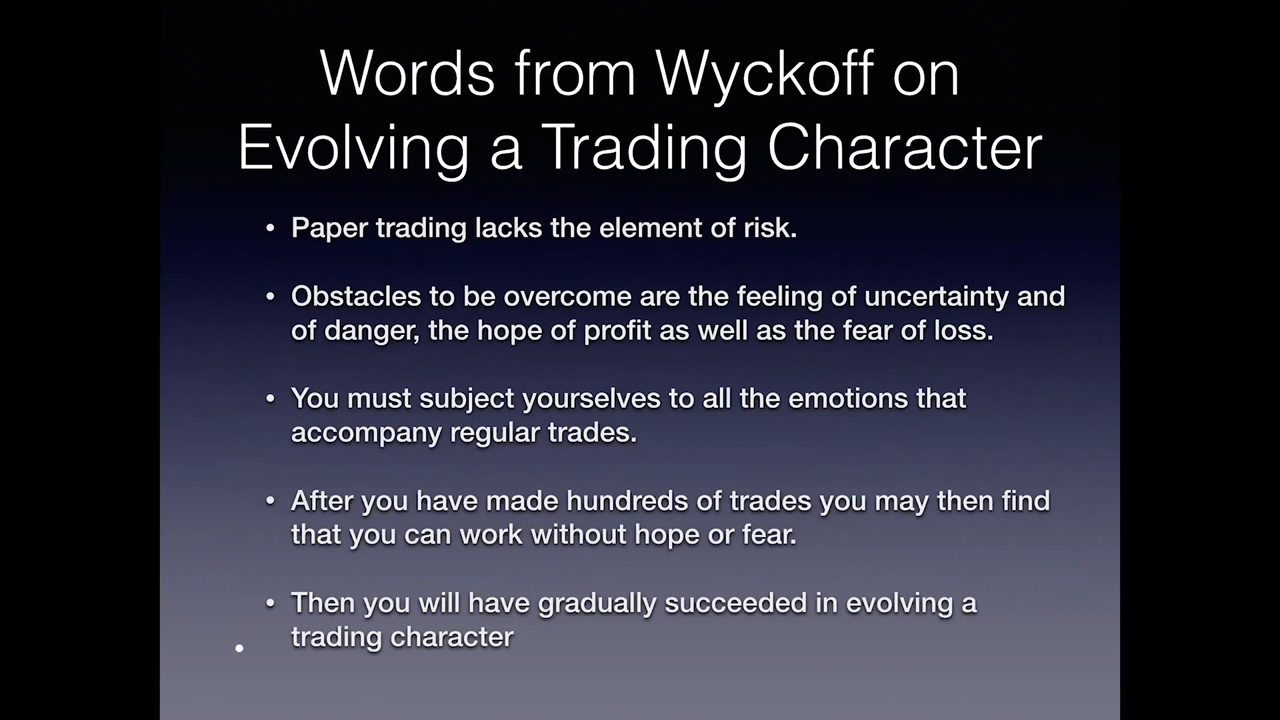 Words from Wyckoff on
Evolving a Trading Character
• Paper trading lacks the element of risk.
• Obstacles to be overcome are the feeling of uncertainty and
of danger, the hope of profit as well as the fear of loss.
• You must subject yourselves to all the emotions that
accompany regular trades.
• After you have made hundreds of trades you may then find
that you can work without hope or fear.
• Then you will have gradually succeeded in evolving a
trading character
•